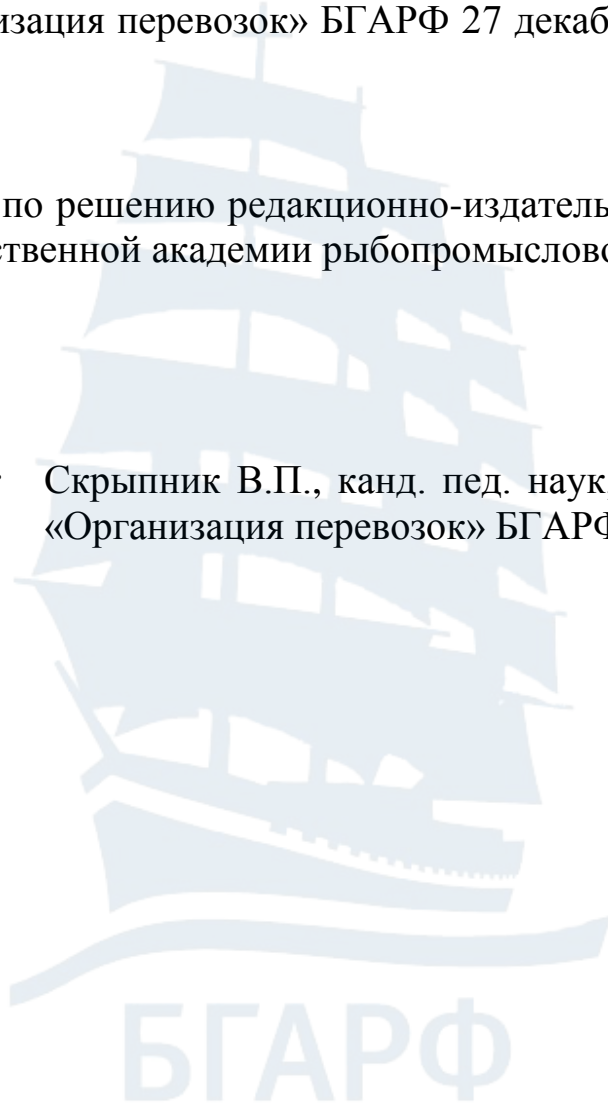 изация перевозок» БГАРФ 27 декаб
по решению редакционно-издатель
ственной академии рыбопромыслово
Скрыпник В.П., канд. пед. наук,
«Организация перевозок» БГАРФ
БГАРФ